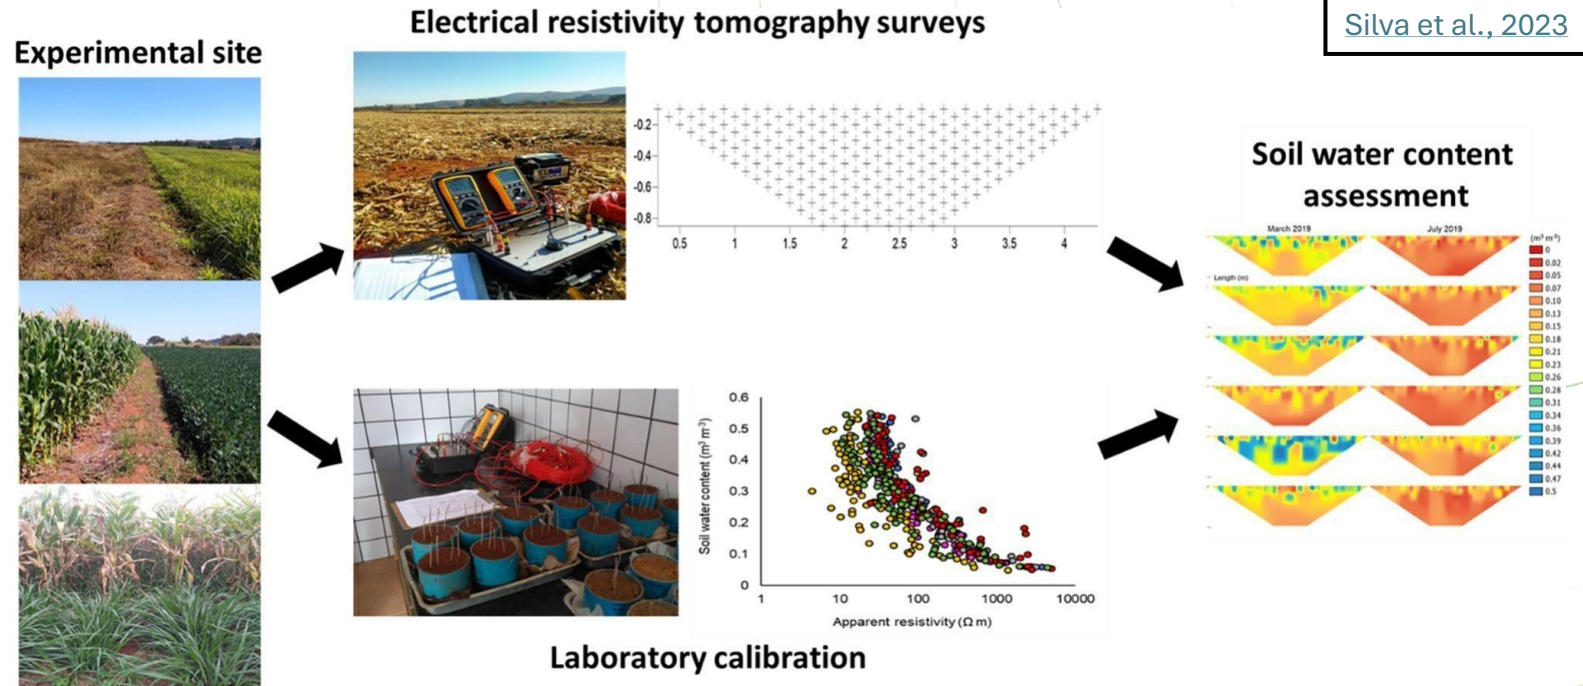 Electrical resistivity tomography surveys
Silva et al., 2023
Experimental site
-0.2
-0.4
-0.6
-0.8
0.5 1 1.5 2 2.5 3 3.5 4
Soil water content
assessment
March 2019 July 2019
(m³ m⁻³)
Length (m)
0
0.02
0.05
0.07
0.10
0.13
0.15
0.18
0.21
0.23
0.26
0.28
0.31
0.34
0.36
0.39
0.42
0.44
0.47
0.5
Soil water content (m³ m⁻³)
0.6
0.5
0.4
0.3
0.2
0.1
0
1 10 100 1000 10000
Apparent resistivity (Ω m)
Laboratory calibration